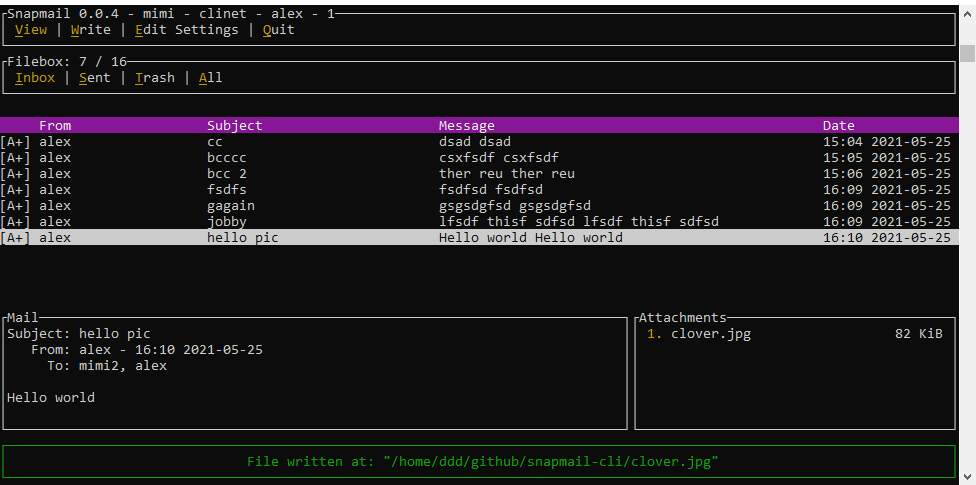 Snapmail 0.0.4 - mimi - clinet - alex - 1
View | Write | Edit Settings | Quit
Filebox: 7 / 16
Inbox | Sent | Trash | All
From Subject Message Date
[A+] alex cc dsad dsad 15:04 2021-05-25
[A+] alex bcccc csxfsdf csxfsdf 15:05 2021-05-25
[A+] alex bcc 2 ther reu ther reu 15:06 2021-05-25
[A+] alex fsdfs fsdfsd fsdfsd 16:09 2021-05-25
[A+] alex gagain gsgsdgfsd gsgsdgfsd 16:09 2021-05-25
[A+] alex jobby lfsdf thisf sdfsd lfsdf thisf sdfsd 16:09 2021-05-25
[A+] alex hello pic Hello world Hello world 16:10 2021-05-25
Mail
Subject: hello pic
From: alex - 16:10 2021-05-25
To: mimi2, alex
Hello world
Attachments
1. clover.jpg 82 KiB
File written at: "/home/ddd/github/snapmail-cli/clover.jpg"